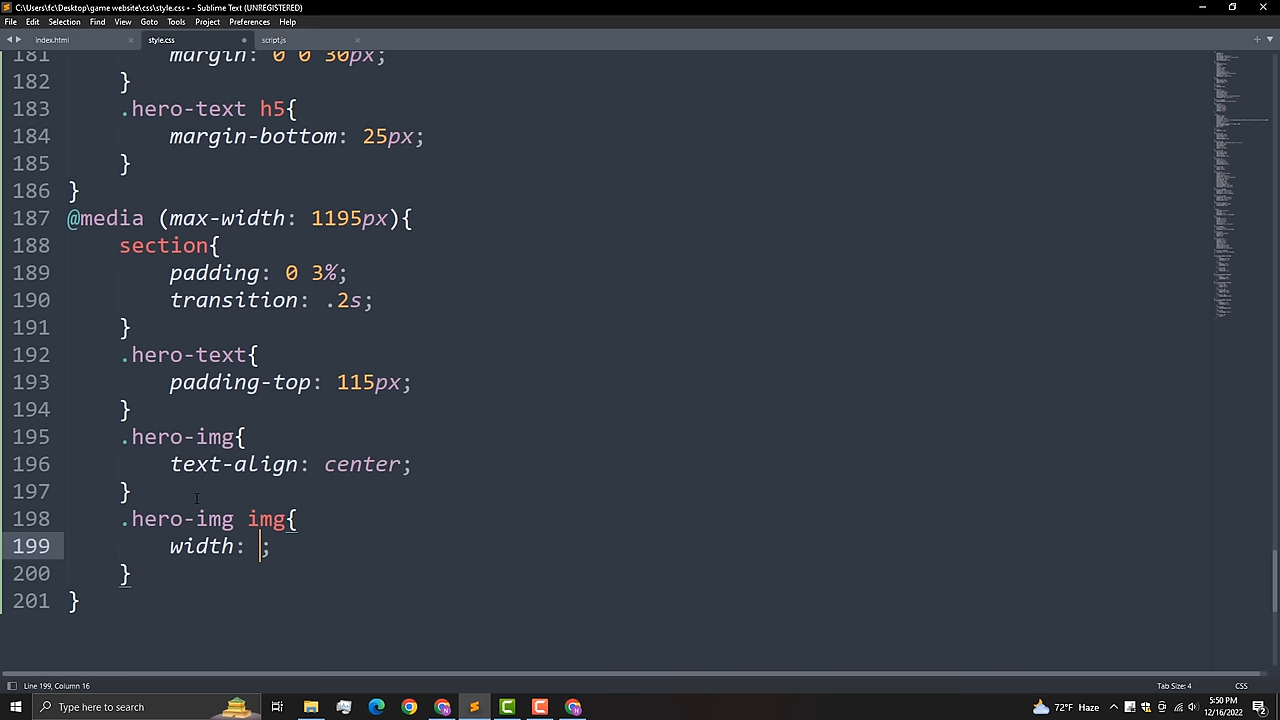 C:\Users\fc\Desktop\game website\css\style.css • - Sublime Text (UNREGISTERED)
File Edit Selection Find View Goto Tools Project Preferences Help
index.html style.css script.js
181 margin: 0 0 30px;
182 }
183 .hero-text h5{
184 margin-bottom: 25px;
185 }
186 }
187 @media (max-width: 1195px){
188 section{
189 padding: 0 3%;
190 transition: .2s;
191 }
192 .hero-text{
193 padding-top: 115px;
194 }
195 .hero-img{
196 text-align: center;
197 }
198 .hero-img img{
199 width: ;
200 }
201 }
Line 199, Column 16 Tab Size: 4 CSS
Type here to search 72°F Haze 5:50 PM
12/16/2022